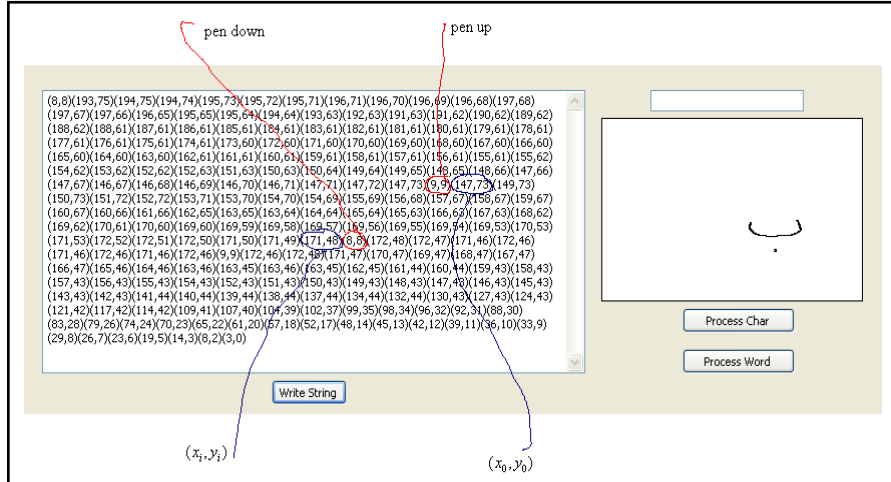 pen down
pen up
(8,8)(193,75)(194,75)(194,74)(195,73)(195,72)(195,71)(196,71)(196,70)(196,69)(196,68)(197,68)
(197,67)(197,66)(196,65)(195,65)(195,64)(194,64)(193,63)(192,63)(191,63)(191,62)(190,62)(189,62)
(188,62)(188,61)(187,61)(186,61)(185,61)(184,61)(183,61)(182,61)(181,61)(180,61)(179,61)(178,61)
(177,61)(176,61)(175,61)(174,61)(173,60)(172,60)(171,60)(170,60)(169,60)(168,60)(167,60)(166,60)
(165,60)(164,60)(163,60)(162,61)(161,61)(160,61)(159,61)(158,61)(157,61)(156,61)(155,61)(155,62)
(154,62)(153,62)(152,62)(152,63)(151,63)(150,63)(150,64)(149,64)(149,65)(148,65)(148,66)(147,66)
(147,67)(146,67)(146,68)(146,69)(146,70)(146,71)(147,71)(147,72)(147,73)(9,9)(147,73)(149,73)
(150,73)(151,72)(152,72)(153,71)(153,70)(154,70)(154,69)(155,69)(156,68)(157,67)(158,67)(159,67)
(160,67)(160,66)(161,66)(162,65)(163,65)(163,64)(164,64)(165,64)(165,63)(166,63)(167,63)(168,62)
(169,62)(170,61)(170,60)(169,60)(169,59)(169,58)(169,57)(169,56)(169,55)(169,54)(169,53)(170,53)
(171,53)(172,52)(172,51)(172,50)(171,50)(171,49)(171,48)(8,8)(172,48)(172,47)(171,46)(172,46)
(171,46)(172,46)(171,46)(172,46)(9,9)(172,46)(172,48)(171,47)(170,47)(169,47)(168,47)(167,47)
(166,47)(165,46)(164,46)(163,46)(163,45)(163,46)(163,45)(162,45)(161,44)(160,44)(159,43)(158,43)
(157,43)(156,43)(155,43)(154,43)(152,43)(151,43)(150,43)(149,43)(148,43)(147,43)(146,43)(145,43)
(143,43)(142,43)(141,44)(140,44)(139,44)(138,44)(137,44)(134,44)(132,44)(130,43)(127,43)(124,43)
(121,42)(117,42)(114,42)(109,41)(107,40)(104,39)(102,37)(99,35)(98,34)(96,32)(92,31)(88,30)
(83,28)(79,26)(74,24)(70,23)(65,22)(61,20)(57,18)(52,17)(48,14)(45,13)(42,12)(39,11)(36,10)(33,9)
(29,8)(26,7)(23,6)(19,5)(14,3)(8,2)(3,0)
Process Char
Process Word
Write String
(xᵢ,yᵢ)
(x₀,y₀)